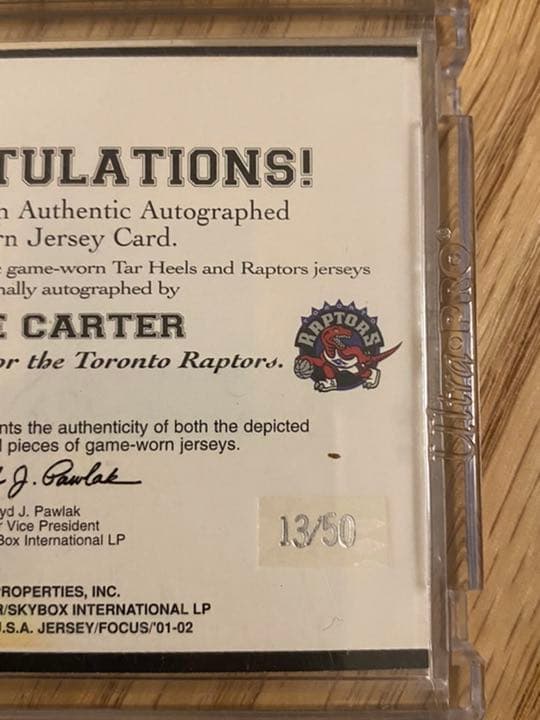 TULATIONS!
n Authentic Autographed
rn Jersey Card.
game-worn Tar Heels and Raptors jerseys
nally autographed by
E CARTER
or the Toronto Raptors.
RAPTORS
nts the authenticity of both the depicted
l pieces of game-worn jerseys.
J. Pawlak
yd J. Pawlak
r Vice President
Box International LP
13/50
ROPERTIES, INC.
R/SKYBOX INTERNATIONAL LP
U.S.A. JERSEY/FOCUS/'01-02
Ultra·PRO®